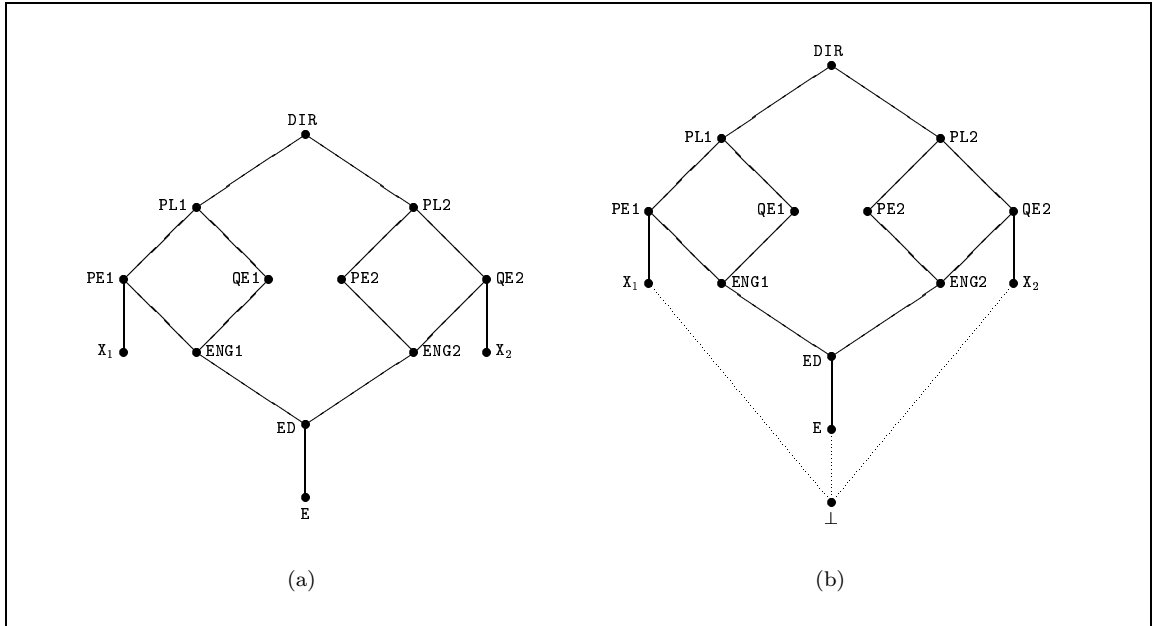 DIR
PL1
PL2
PE1
QE1
PE2
QE2
X₁
ENG1
ENG2
X₂
ED
E
(a)
DIR
PL1
PL2
PE1
QE1
PE2
QE2
X₁
ENG1
ENG2
X₂
ED
E
⊥
(b)